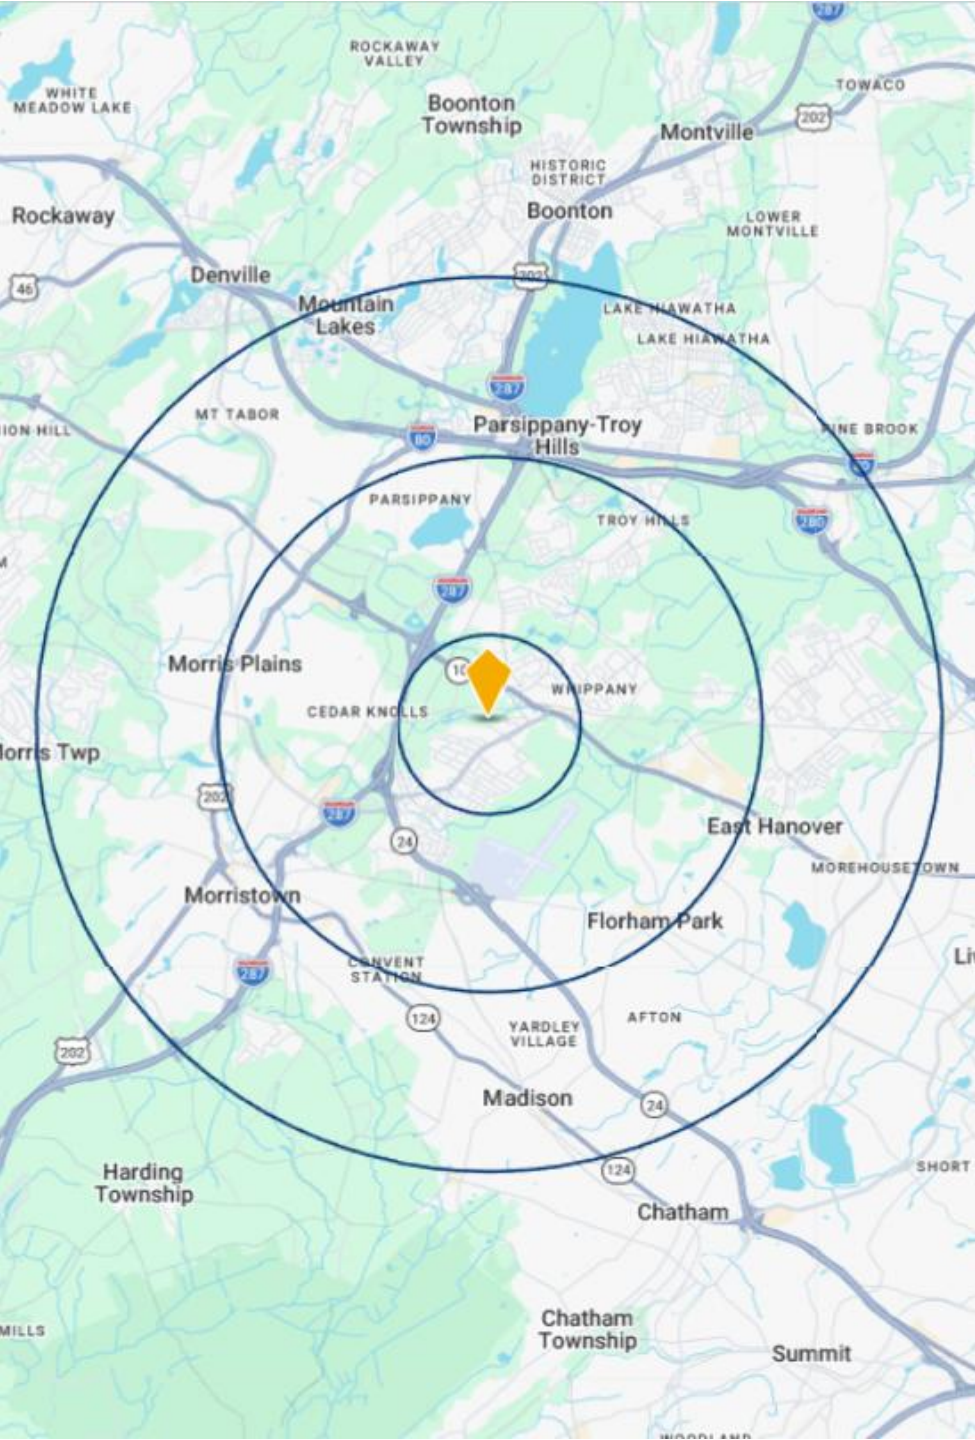 287
ROCKAWAY
VALLEY
WHITE
MEADOW LAKE
TOWACO
Boonton
Township
202
Montville
HISTORIC
DISTRICT
Rockaway
Boonton
LOWER
MONTVILLE
Denville
202
46
Mountain
Lakes
LAKE HIAWATHA
LAKE HIAWATHA
287
MT TABOR
ION HILL
80
Parsippany-Troy
Hills
PINE BROOK
80
PARSIPPANY
TROY HILLS
280
M
287
Morris Plains
10
WHIPPANY
CEDAR KNOLLS
orris Twp
202
287
24
East Hanover
MOREHOUSETOWN
Morristown
Florham Park
287
CONVENT
STATION
Li
124
YARDLEY
VILLAGE
AFTON
202
Madison
24
Harding
Township
124
SHORT
Chatham
MILLS
Chatham
Township
Summit
WOODLAND